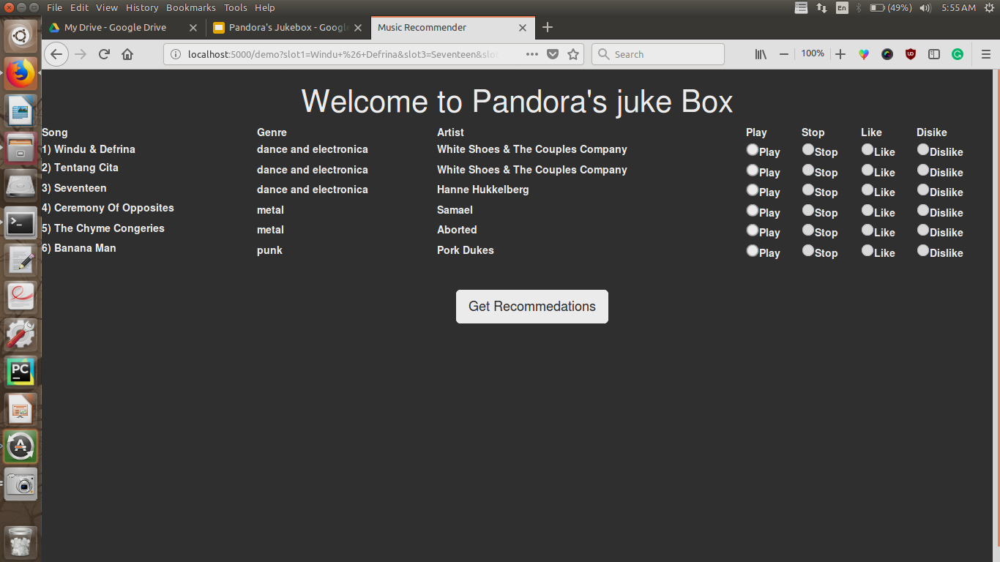 File Edit View History Bookmarks Tools Help
En (49%) 5:55 AM
My Drive - Google Drive
Pandora's Jukebox - Goog
Music Recommender
localhost:5000/demo?slot1=Windu+%26+Defrina&slot3=Seventeen&slot
Search
100%
Welcome to Pandora's juke Box
Song Genre Artist Play Stop Like Disike
1) Windu & Defrina dance and electronica White Shoes & The Couples Company Play Stop Like Dislike
2) Tentang Cita dance and electronica White Shoes & The Couples Company Play Stop Like Dislike
3) Seventeen dance and electronica Hanne Hukkelberg Play Stop Like Dislike
4) Ceremony Of Opposites metal Samael Play Stop Like Dislike
5) The Chyme Congeries metal Aborted Play Stop Like Dislike
6) Banana Man punk Pork Dukes Play Stop Like Dislike
Get Recommedations
PC
A